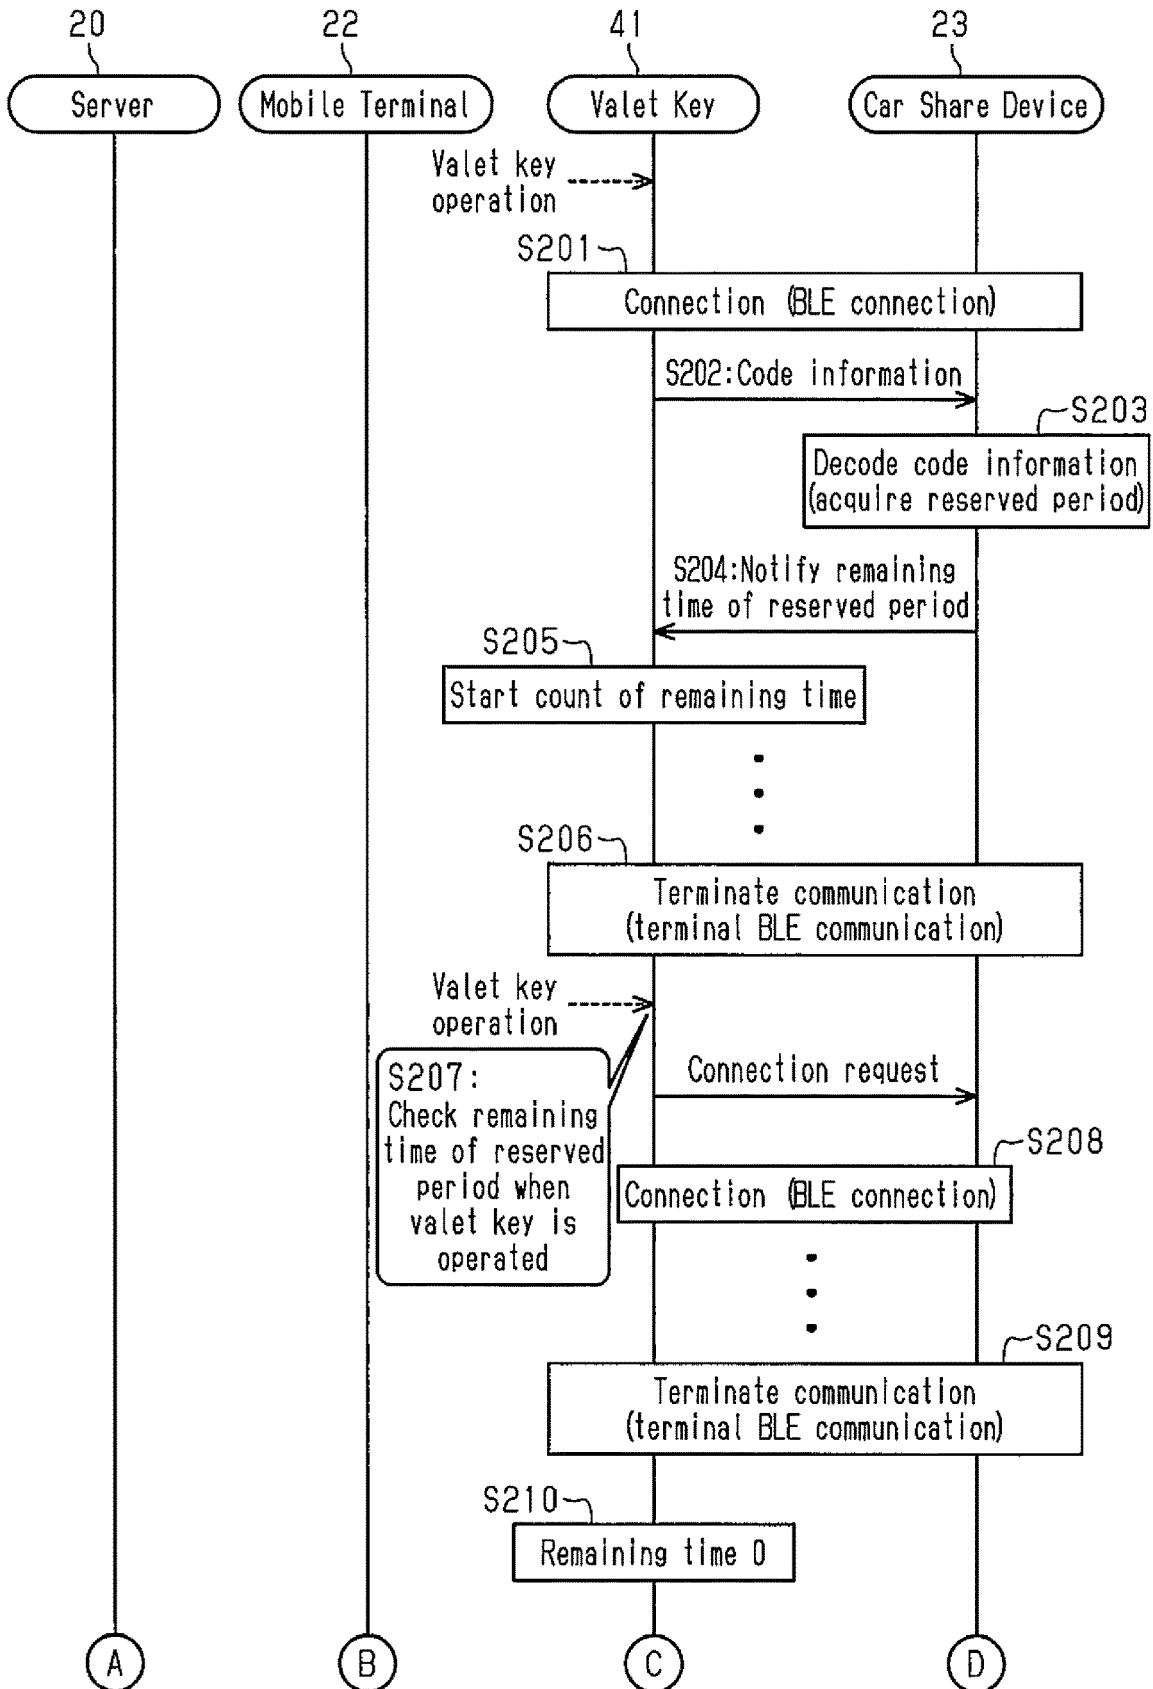 20
22
41
23
Server
Mobile Terminal
Valet Key
Car Share Device
Valet key
operation
S201
Connection (BLE connection)
S202:Code information
S203
Decode code information
(acquire reserved period)
S204:Notify remaining
time of reserved period
S205
Start count of remaining time
S206
Terminate communication
(terminal BLE communication)
Valet key
operation
S207:
Check remaining
time of reserved
period when
valet key is
operated
Connection request
S208
Connection (BLE connection)
S209
Terminate communication
(terminal BLE communication)
S210
Remaining time 0
A
B
C
D